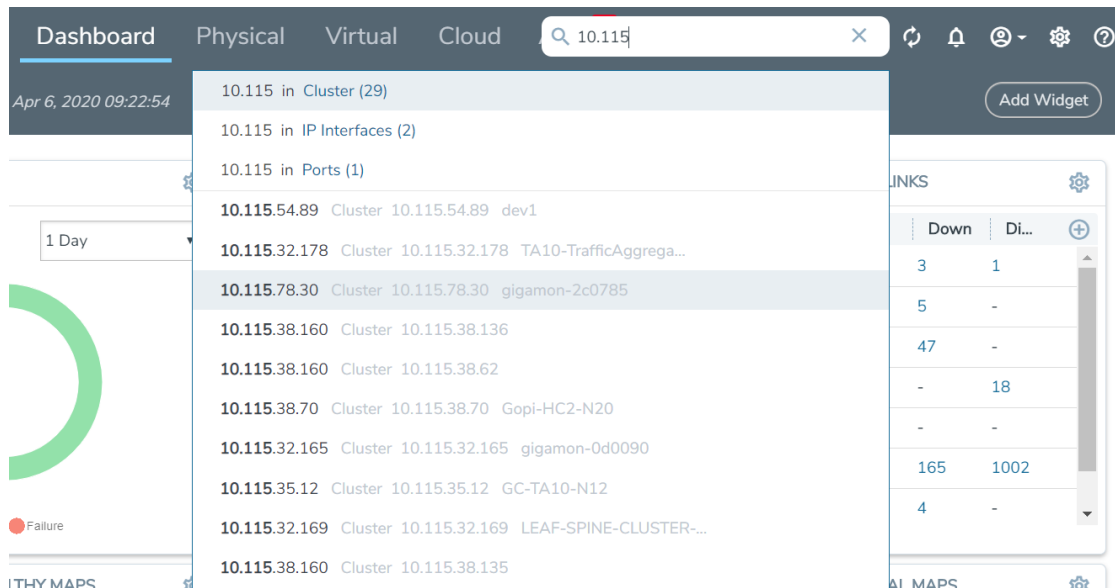 Dashboard Physical Virtual Cloud 10.115
Apr 6, 2020 09:22:54
Add Widget
10.115 in Cluster (29)
10.115 in IP Interfaces (2)
10.115 in Ports (1)
10.115.54.89 Cluster 10.115.54.89 dev1
10.115.32.178 Cluster 10.115.32.178 TA10-TrafficAggrega...
10.115.78.30 Cluster 10.115.78.30 gigamon-2c0785
10.115.38.160 Cluster 10.115.38.136
10.115.38.160 Cluster 10.115.38.62
10.115.38.70 Cluster 10.115.38.70 Gopi-HC2-N20
10.115.32.165 Cluster 10.115.32.165 gigamon-0d0090
10.115.35.12 Cluster 10.115.35.12 GC-TA10-N12
10.115.32.169 Cluster 10.115.32.169 LEAF-SPINE-CLUSTER-...
10.115.38.160 Cluster 10.115.38.135
1 Day
Failure
THY MAPS
LINKS
Down Di...
3 1
5 -
47 -
- 18
- -
165 1002
4 -
AL MAPS